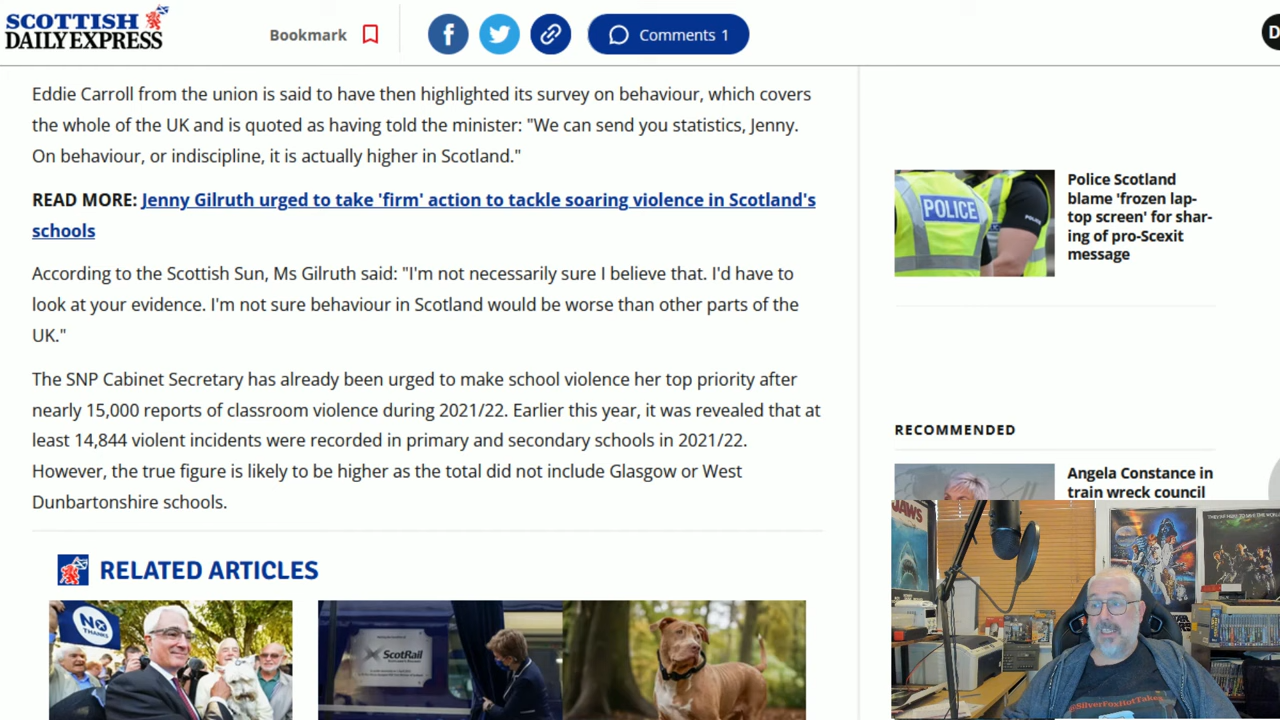 SCOTTISH
DAILY EXPRESS
Bookmark
f
Comments 1
D
Eddie Carroll from the union is said to have then highlighted its survey on behaviour, which covers
the whole of the UK and is quoted as having told the minister: "We can send you statistics, Jenny.
On behaviour, or indiscipline, it is actually higher in Scotland."
READ MORE: Jenny Gilruth urged to take 'firm' action to tackle soaring violence in Scotland's
schools
According to the Scottish Sun, Ms Gilruth said: "I'm not necessarily sure I believe that. I'd have to
look at your evidence. I'm not sure behaviour in Scotland would be worse than other parts of the
UK."
The SNP Cabinet Secretary has already been urged to make school violence her top priority after
nearly 15,000 reports of classroom violence during 2021/22. Earlier this year, it was revealed that at
least 14,844 violent incidents were recorded in primary and secondary schools in 2021/22.
However, the true figure is likely to be higher as the total did not include Glasgow or West
Dunbartonshire schools.
RELATED ARTICLES
NO
THANKS
ScotRail
POLICE
Police Scotland
blame 'frozen lap-
top screen' for shar-
ing of pro-Scexit
message
RECOMMENDED
Angela Constance in
train wreck council
JAWS
STAR WARS
@SilverFoxHotTakes